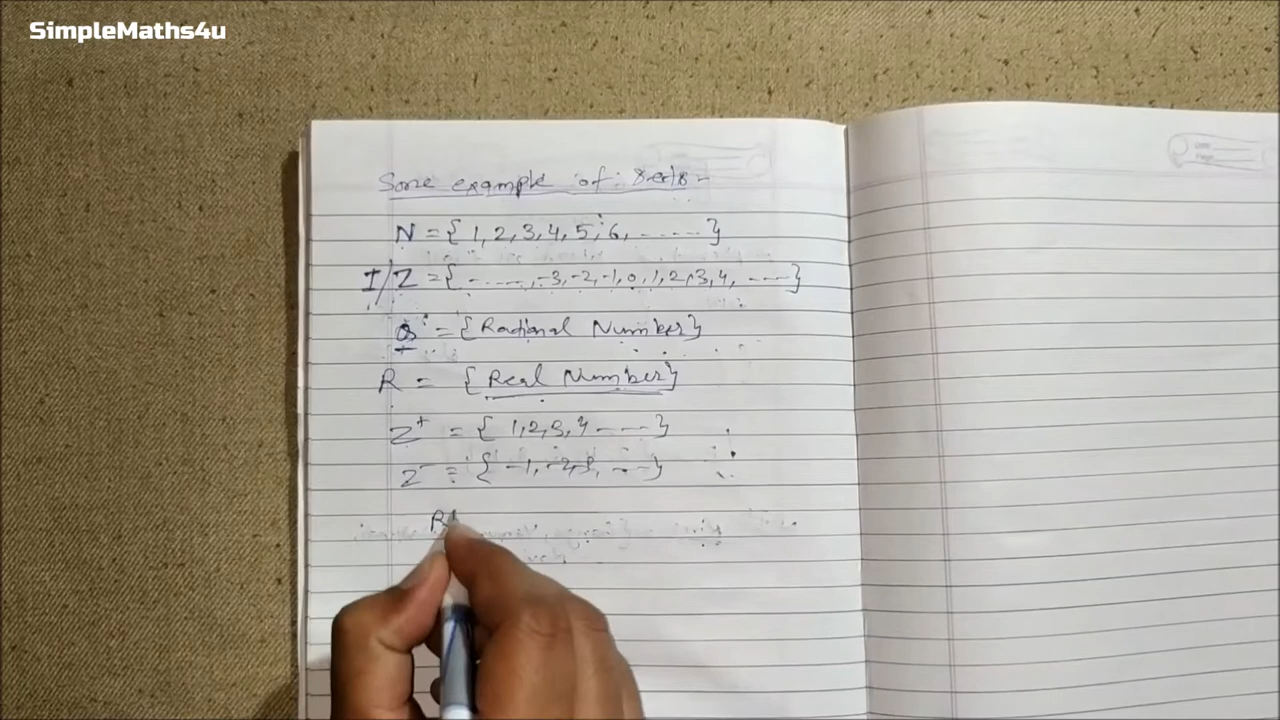 SimpleMaths4u
Some example of: Sets:-
N = { 1, 2, 3, 4, 5, 6, ...... }
I/Z = { ......, -3, -2, -1, 0, 1, 2, 3, 4, ..... }
Q = { Rational Number }
R = { Real Number }
Z⁺ = { 1, 2, 3, 4 ..... }
Z⁻ = { -1, -2, 3, .... }
R